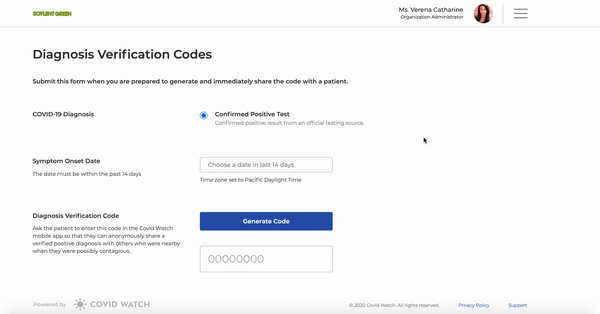 SOYLENT GREEN
Ms. Verena Catharine
Organization Administrator
Diagnosis Verification Codes
Submit this form when you are prepared to generate and immediately share the code with a patient.
COVID-19 Diagnosis
Confirmed Positive Test
Confirmed positive result from an official testing source.
Symptom Onset Date
The date must be within the past 14 days
Choose a date in last 14 days
Time zone set to Pacific Daylight Time
Diagnosis Verification Code
Ask the patient to enter this code in the Covid Watch
mobile app so that they can anonymously share a
verified positive diagnosis with others who were nearby
when they were possibly contagious.
Generate Code
00000000
Powered by
COVID WATCH
© 2020 Covid Watch. All rights reserved.
Privacy Policy
Support